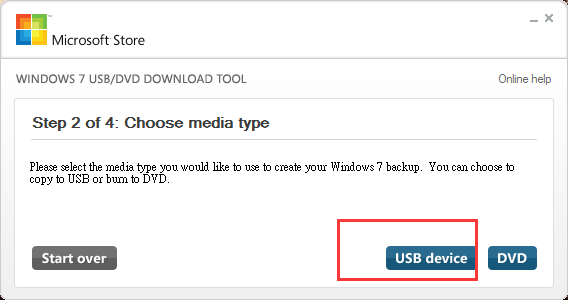 Microsoft Store
WINDOWS 7 USB/DVD DOWNLOAD TOOL
Online help
Step 2 of 4: Choose media type
Please select the media type you would like to use to create your Windows 7 backup. You can choose to
copy to USB or burn to DVD.
Start over
USB device
DVD